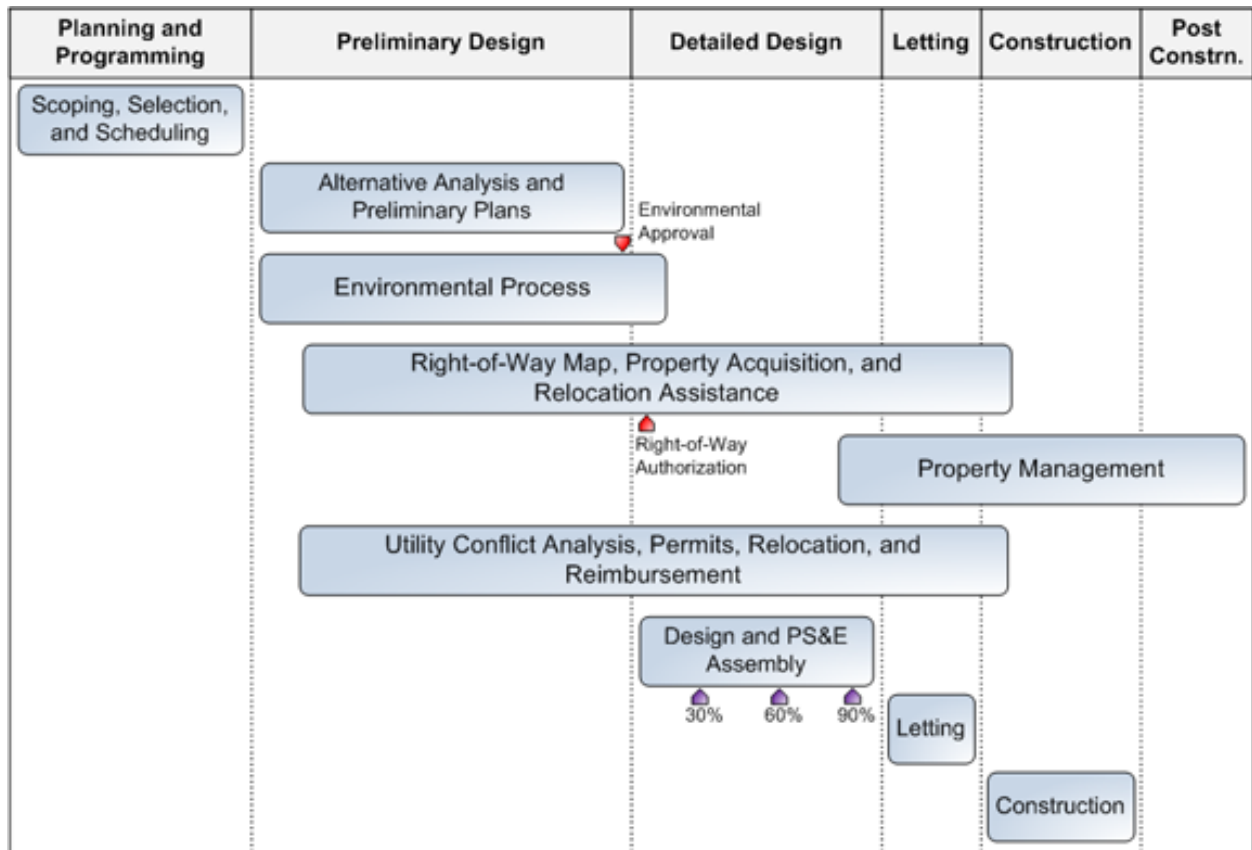 Planning and
Programming
Preliminary Design
Detailed Design
Letting
Construction
Post
Constrn.
Scoping, Selection,
and Scheduling
Alternative Analysis and
Preliminary Plans
Environmental
Approval
Environmental Process
Right-of-Way Map, Property Acquisition, and
Relocation Assistance
Right-of-Way
Authorization
Property Management
Utility Conflict Analysis, Permits, Relocation, and
Reimbursement
Design and PS&E
Assembly
30%
60%
90%
Letting
Construction